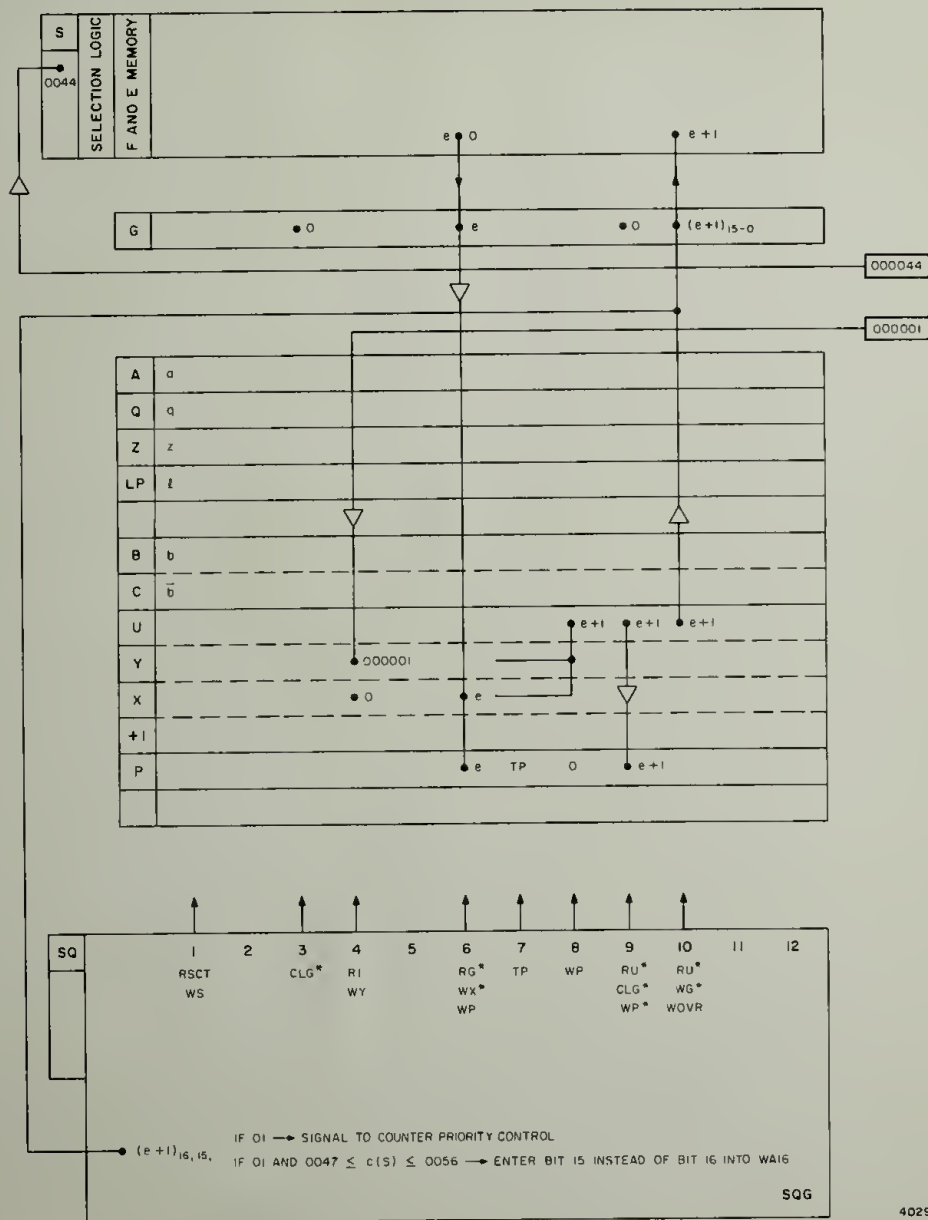 S
0044
SELECTION LOGIC
F AND E MEMORY
e 0
e+1
G
0
e
0
(e+1)15-0
000044
000001
A a
Q q
Z z
LP ℓ
B b
C b̅
U e+1 e+1 e+1
Y 000001
X 0 e
+1
P e TP 0 e+1
SQ 1 2 3 4 5 6 7 8 9 10 11 12
RSCT CLG* RI RG* TP WP RU* RU*
WS WY WX* CLG* WG*
WP WP* WOVR
IF 01 → SIGNAL TO COUNTER PRIORITY CONTROL
(e+1)16,15, IF 01 AND 0047 ≤ c(S) ≤ 0056 → ENTER BIT 15 INSTEAD OF BIT 16 INTO WA16
SQG
4029